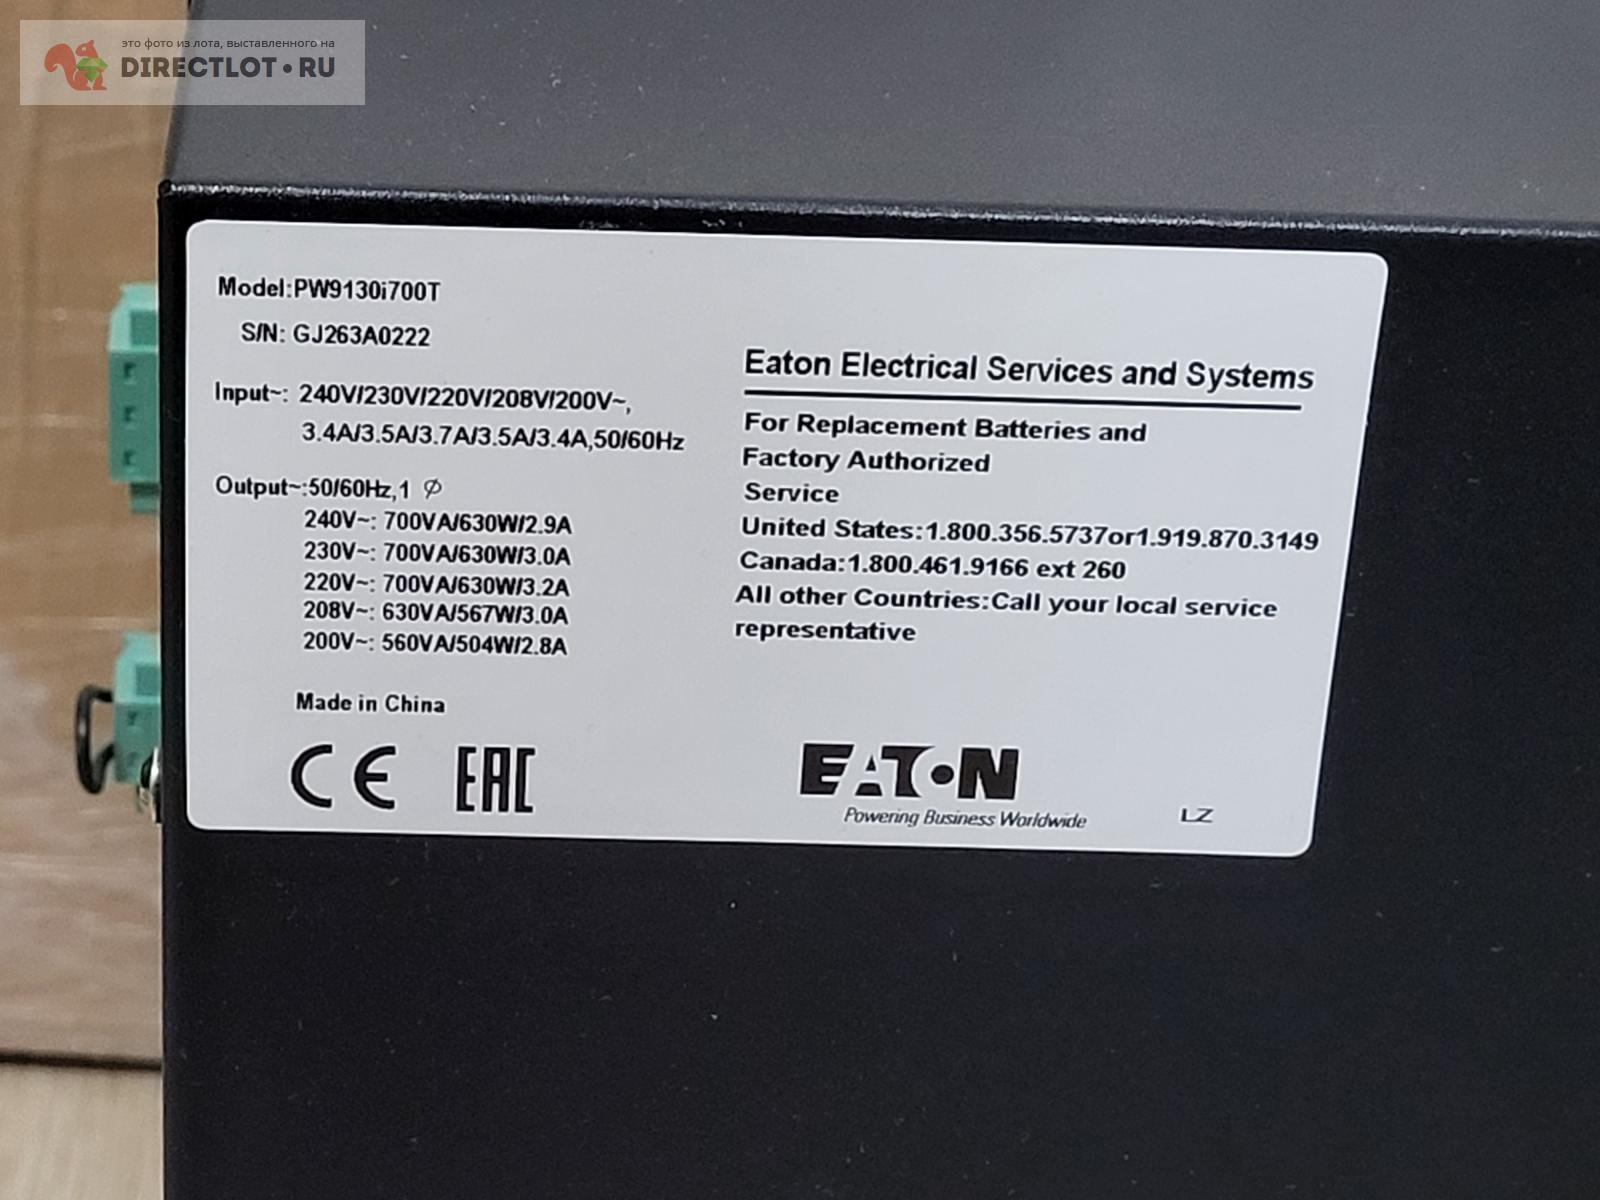 это фото из лота, выставленного на
DIRECTLOT•RU
Model:PW9130i700T
S/N: GJ263A0222
Input~: 240V/230V/220V/208V/200V~,
3.4A/3.5A/3.7A/3.5A/3.4A,50/60Hz
Output~:50/60Hz,1 ϕ
240V~: 700VA/630W/2.9A
230V~: 700VA/630W/3.0A
220V~: 700VA/630W/3.2A
208V~: 630VA/567W/3.0A
200V~: 560VA/504W/2.8A
Made in China
CE EAC
Eaton Electrical Services and Systems
For Replacement Batteries and
Factory Authorized
Service
United States:1.800.356.5737or1.919.870.3149
Canada:1.800.461.9166 ext 260
All other Countries:Call your local service
representative
EATON
Powering Business Worldwide
LZ